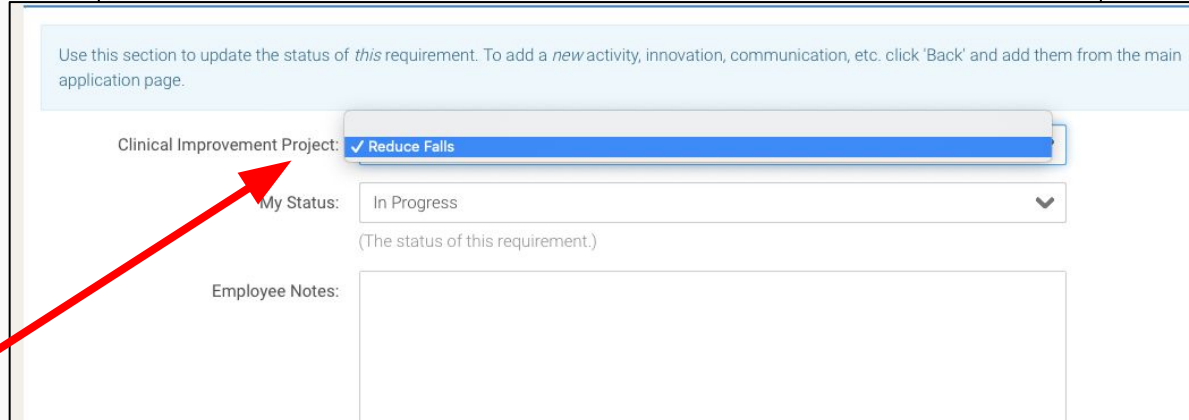 Use this section to update the status of this requirement. To add a new activity, innovation, communication, etc. click 'Back' and add them from the main
application page.
Clinical Improvement Project:
✓ Reduce Falls
My Status:
In Progress
(The status of this requirement.)
Employee Notes: